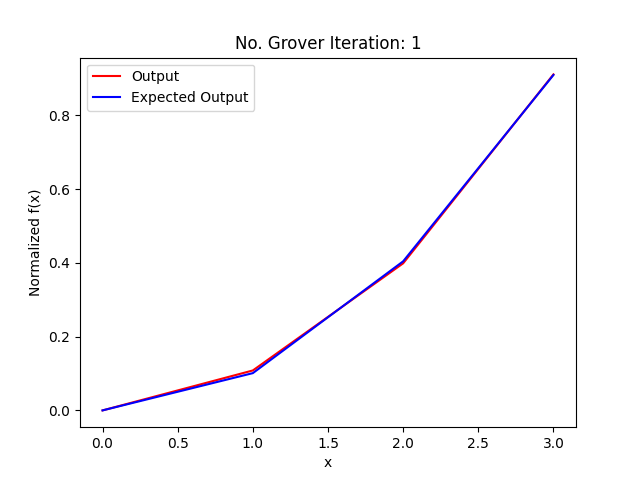 No. Grover Iteration: 1
Output
Expected Output
Normalized f(x)
0.8
0.6
0.4
0.2
0.0
0.0 0.5 1.0 1.5 2.0 2.5 3.0
x